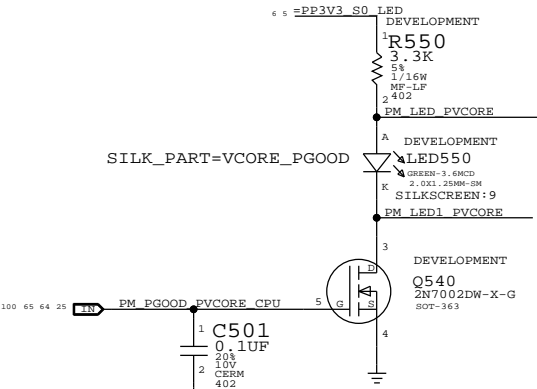 6 5 =PP3V3_S0_LED
DEVELOPMENT
1
R550
3.3K
5%
1/16W
MF-LF
402
2
PM_LED_PVCORE
A
DEVELOPMENT
SILK_PART=VCORE_PGOOD
LED550
GREEN-3.6MCD
2.0X1.25MM-SM
K
SILKSCREEN:9
PM_LED1_PVCORE
3
DEVELOPMENT
D
Q540
2N7002DW-X-G
SOT-363
100 65 64 25 IN PM_PGOOD_PVCORE_CPU 5 G S
4
1 C501
0.1UF
20%
10V
2 CERM
402